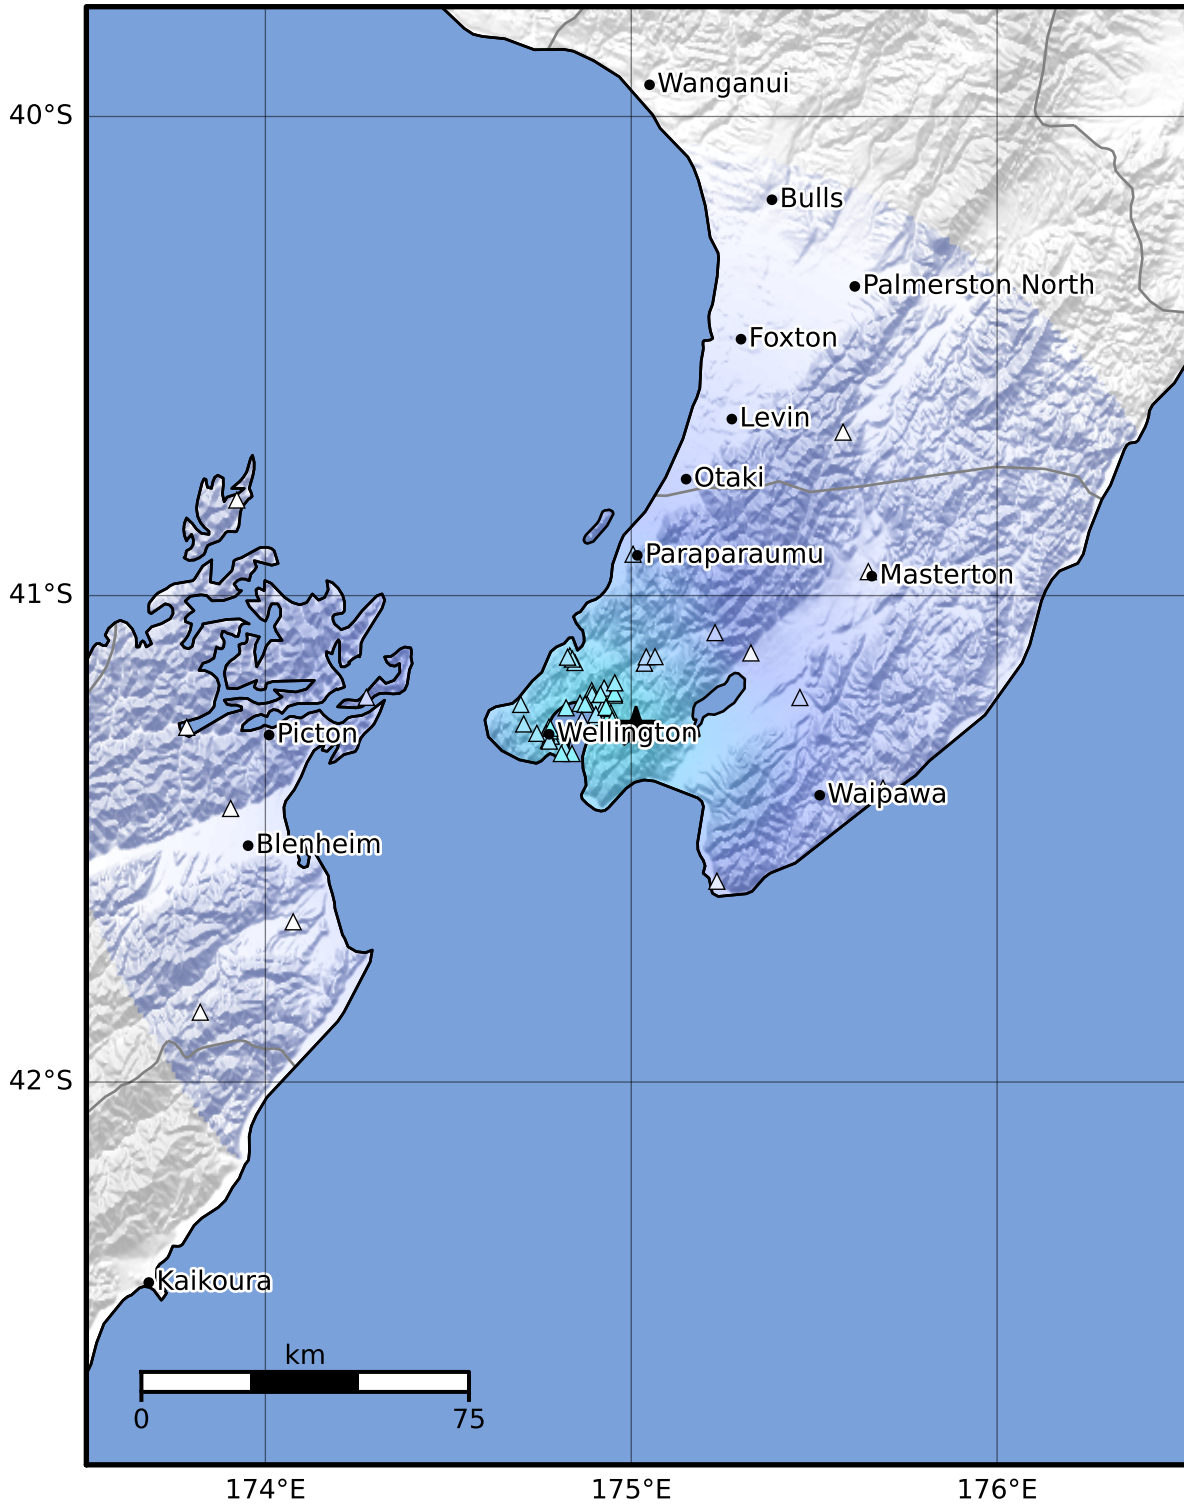 Wanganui
40°S
Bulls
Palmerston North
Foxton
Levin
Otaki
Paraparaumu
Masterton
41°S
Wellington
Picton
Waipawa
Blenheim
42°S
Kaikoura
km
0 75
174°E 175°E 176°E